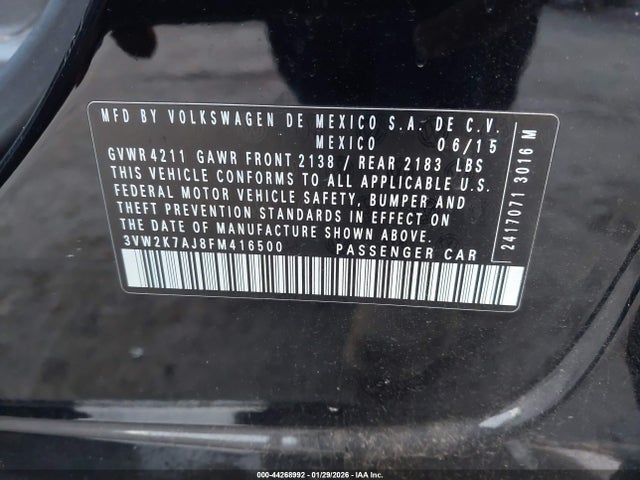 MFD BY VOLKSWAGEN DE MEXICO S.A. DE C.V.
MEXICO 06/15
GVWR 4211 GAWR FRONT 2138 / REAR 2183 LBS
THIS VEHICLE CONFORMS TO ALL APPLICABLE U.S.
FEDERAL MOTOR VEHICLE SAFETY, BUMPER AND
THEFT PREVENTION STANDARDS IN EFFECT ON
THE DATE OF MANUFACTURE SHOWN ABOVE.
3VW2K7AJ8FM416500 PASSENGER CAR
2417071 3016 M
000-44268992 - 01/29/2026 - IAA Inc.